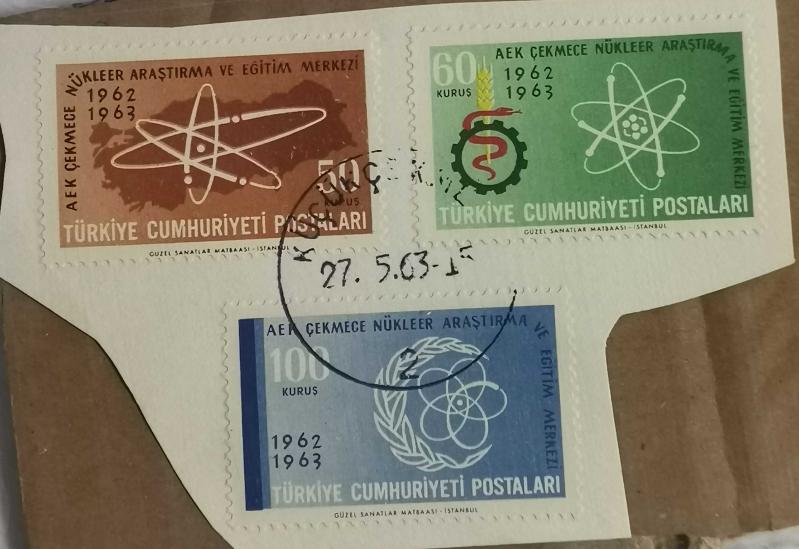 AEK ÇEKMECE NÜKLEER ARAŞTIRMA VE EĞİTİM MERKEZİ
1962
1963
50
KURUŞ
TÜRKİYE CUMHURİYETİ POSTALARI
GÜZEL SANATLAR MATBAASI - İSTANBUL
AEK ÇEKMECE NÜKLEER ARAŞTIRMA VE EĞİTİM MERKEZİ
60
KURUŞ
1962
1963
TÜRKİYE CUMHURİYETİ POSTALARI
GÜZEL SANATLAR MATBAASI - İSTANBUL
27. 5.63
2
AEK ÇEKMECE NÜKLEER ARAŞTIRMA VE EĞİTİM MERKEZİ
100
KURUŞ
1962
1963
TÜRKİYE CUMHURİYETİ POSTALARI
GÜZEL SANATLAR MATBAASI - İSTANBUL